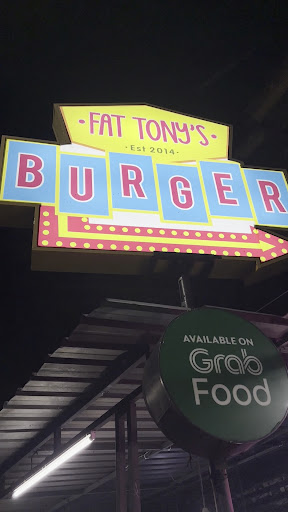 FAT TONY'S
· Est 2014 ·
BURGER
AVAILABLE ON
Grab
Food